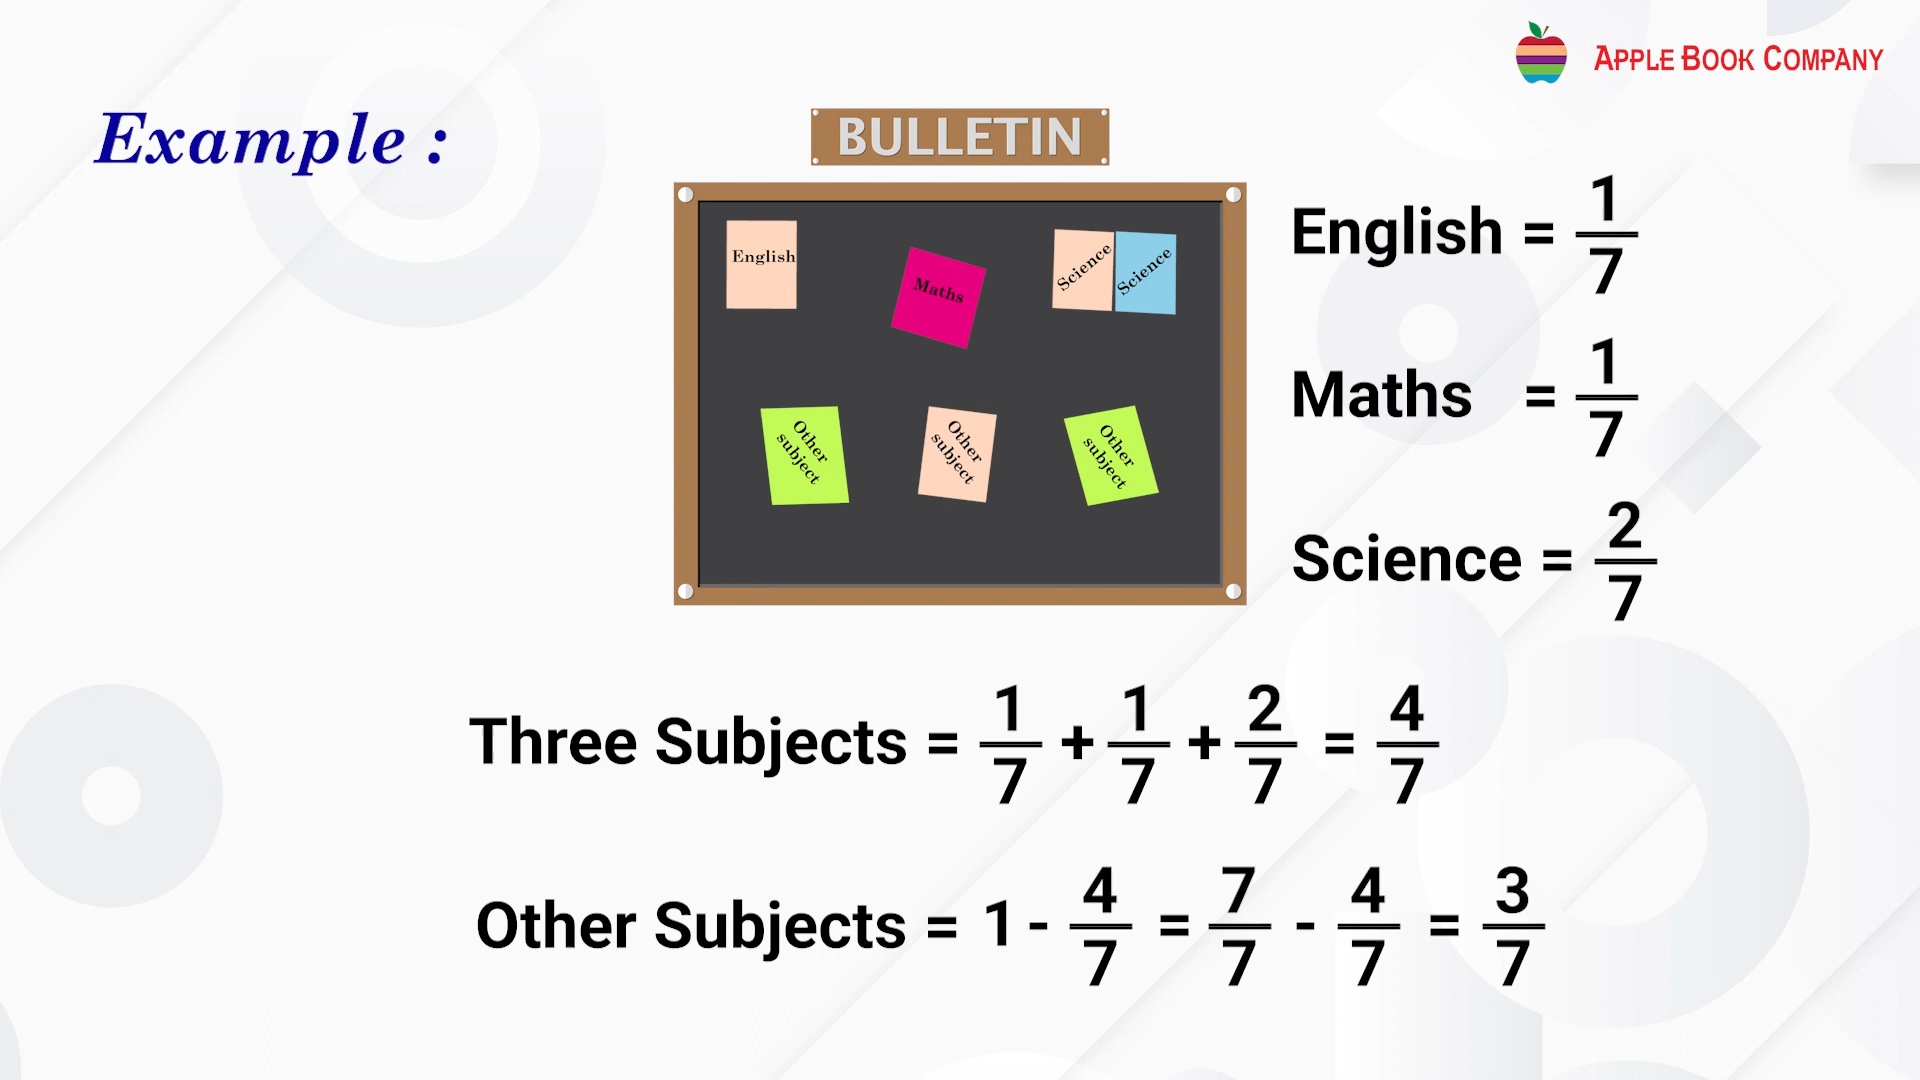 APPLE BOOK COMPANY
Example :
BULLETIN
English
Maths
Science
Science
Other
subject
Other
subject
Other
subject
English = 1/7
Maths = 1/7
Science = 2/7
Three Subjects = 1/7 + 1/7 + 2/7 = 4/7
Other Subjects = 1 - 4/7 = 7/7 - 4/7 = 3/7